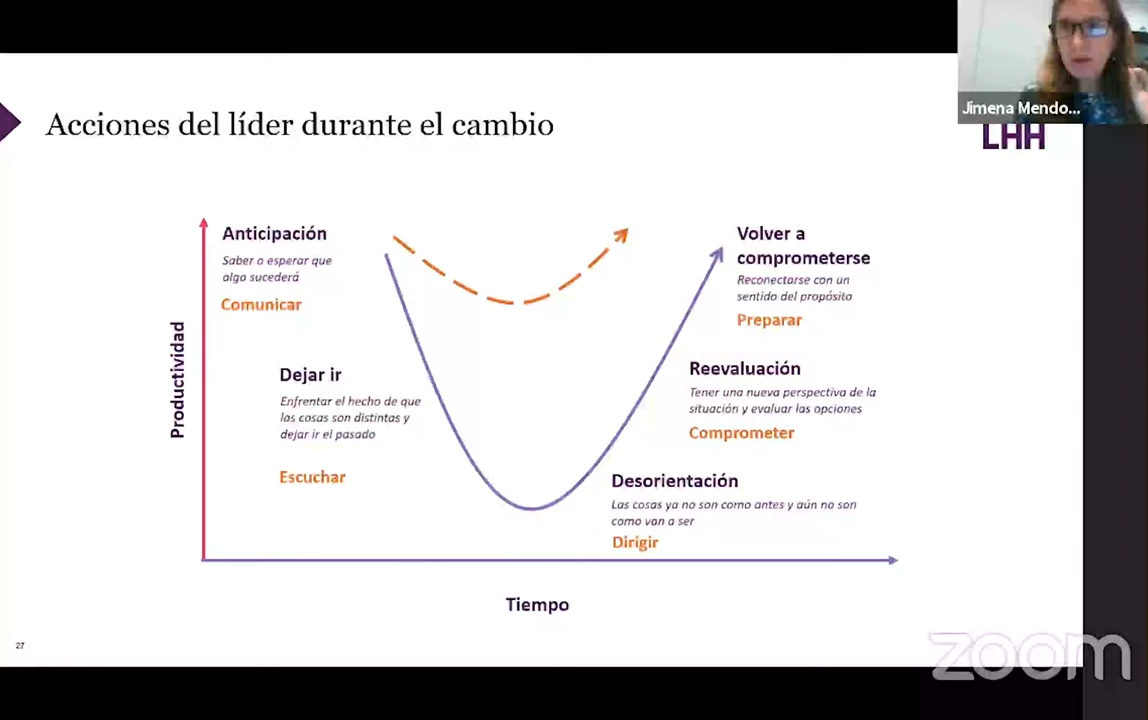 Jimena Mendo...
LHH
Acciones del líder durante el cambio
Anticipación
Saber o esperar que
algo sucederá
Comunicar
Volver a
comprometerse
Reconectarse con un
sentido del propósito
Preparar
Productividad
Dejar ir
Enfrentar el hecho de que
las cosas son distintas y
dejar ir el pasado
Escuchar
Reevaluación
Tener una nueva perspectiva de la
situación y evaluar las opciones
Comprometer
Desorientación
Las cosas ya no son como antes y aún no son
como van a ser
Dirigir
Tiempo
27
zoom